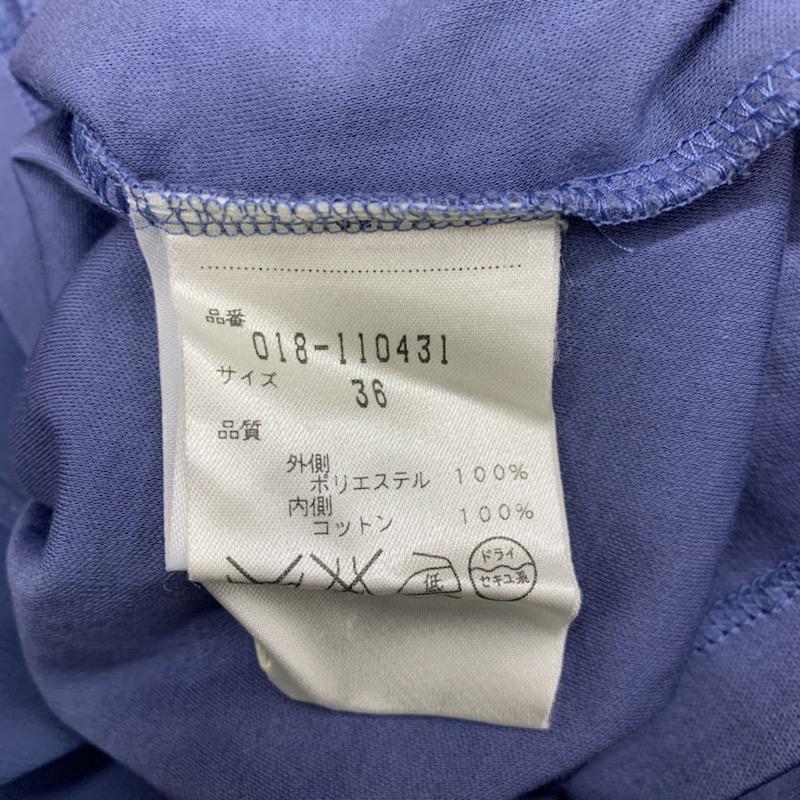 品番
018-110431
サイズ
36
品質
外側
ポリエステル 100%
内側
コットン 100%
低
ドライ
セキユ系